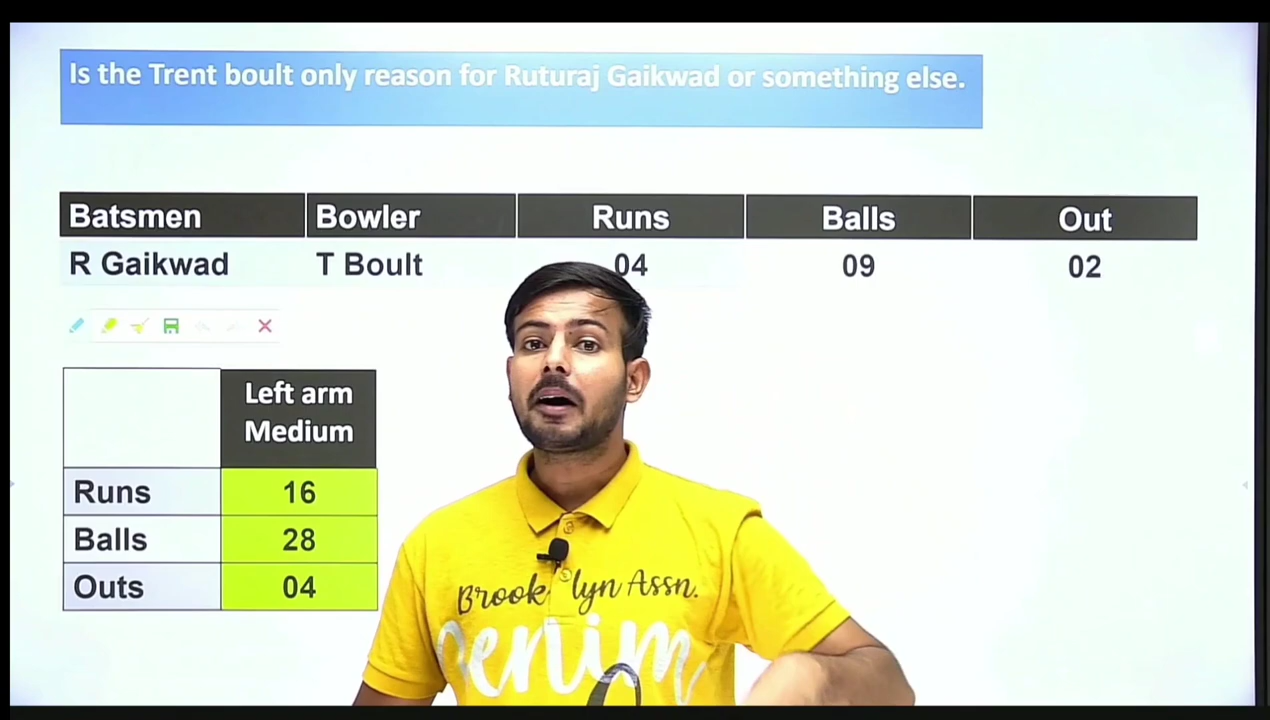 Is the Trent boult only reason for Ruturaj Gaikwad or something else.
Batsmen Bowler Runs Balls Out
R Gaikwad T Boult 04 09 02
Left arm
Medium
Runs 16
Balls 28
Outs 04
Brook lyn Assn.
Denim